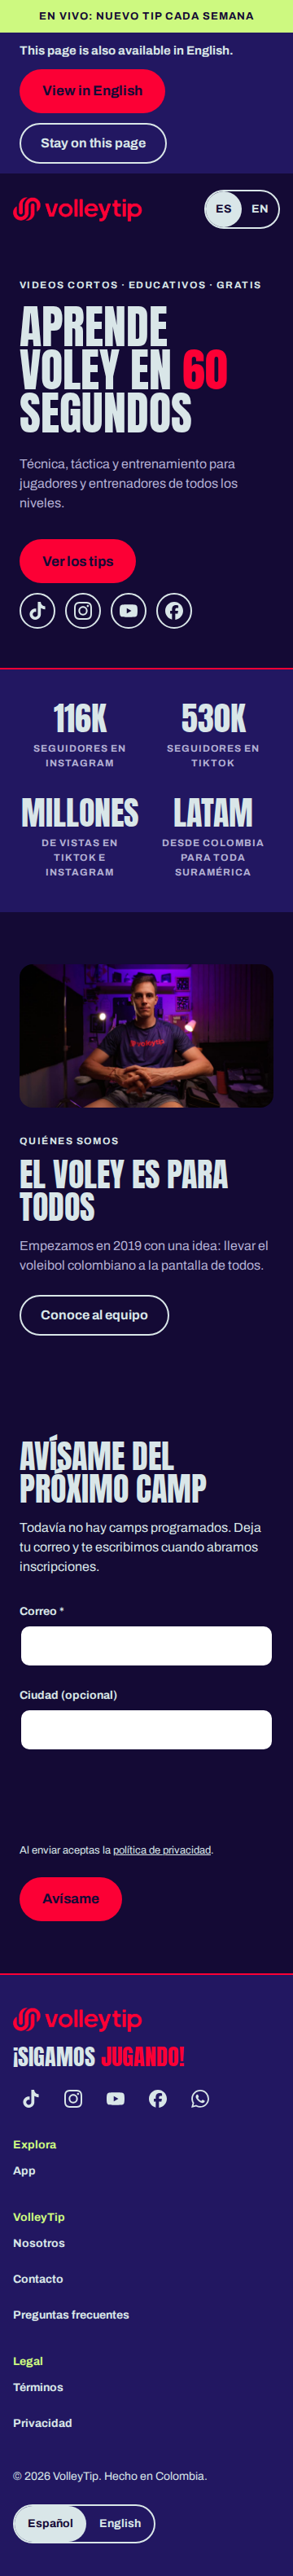 EN VIVO: NUEVO TIP CADA SEMANA
This page is also available in English.
View in English
Stay on this page
volleytip
ES EN
VIDEOS CORTOS · EDUCATIVOS · GRATIS
APRENDE
VOLEY EN 60
SEGUNDOS
Técnica, táctica y entrenamiento para
jugadores y entrenadores de todos los
niveles.
Ver los tips
116K
SEGUIDORES EN
INSTAGRAM
530K
SEGUIDORES EN
TIKTOK
MILLONES
DE VISTAS EN
TIKTOK E
INSTAGRAM
LATAM
DESDE COLOMBIA
PARA TODA
SURAMÉRICA
volleytip
QUIÉNES SOMOS
EL VOLEY ES PARA
TODOS
Empezamos en 2019 con una idea: llevar el
voleibol colombiano a la pantalla de todos.
Conoce al equipo
AVÍSAME DEL
PRÓXIMO CAMP
Todavía no hay camps programados. Deja
tu correo y te escribimos cuando abramos
inscripciones.
Correo *
Ciudad (opcional)
Al enviar aceptas la política de privacidad.
Avísame
volleytip
¡SIGAMOS JUGANDO!
Explora
App
VolleyTip
Nosotros
Contacto
Preguntas frecuentes
Legal
Términos
Privacidad
© 2026 VolleyTip. Hecho en Colombia.
Español English